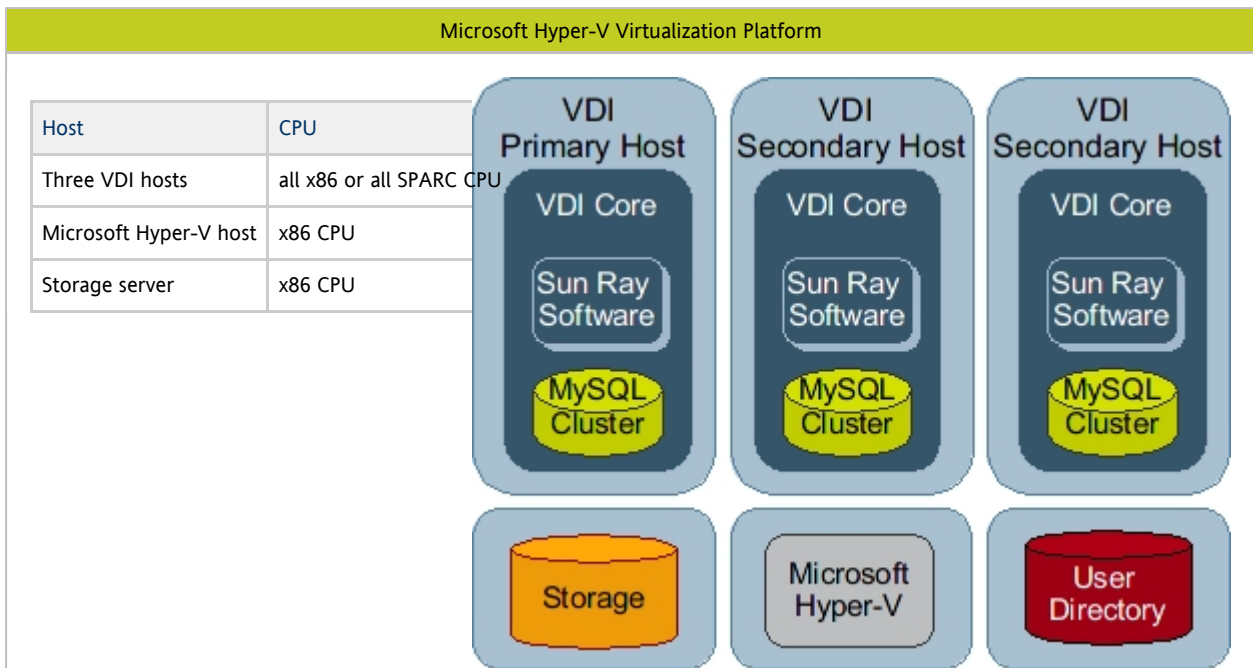 Microsoft Hyper-V Virtualization Platform
Host CPU
Three VDI hosts all x86 or all SPARC CPU
Microsoft Hyper-V host x86 CPU
Storage server x86 CPU
VDI
Primary Host
VDI Core
Sun Ray
Software
MySQL
Cluster
VDI
Secondary Host
VDI Core
Sun Ray
Software
MySQL
Cluster
VDI
Secondary Host
VDI Core
Sun Ray
Software
MySQL
Cluster
Storage
Microsoft
Hyper-V
User
Directory